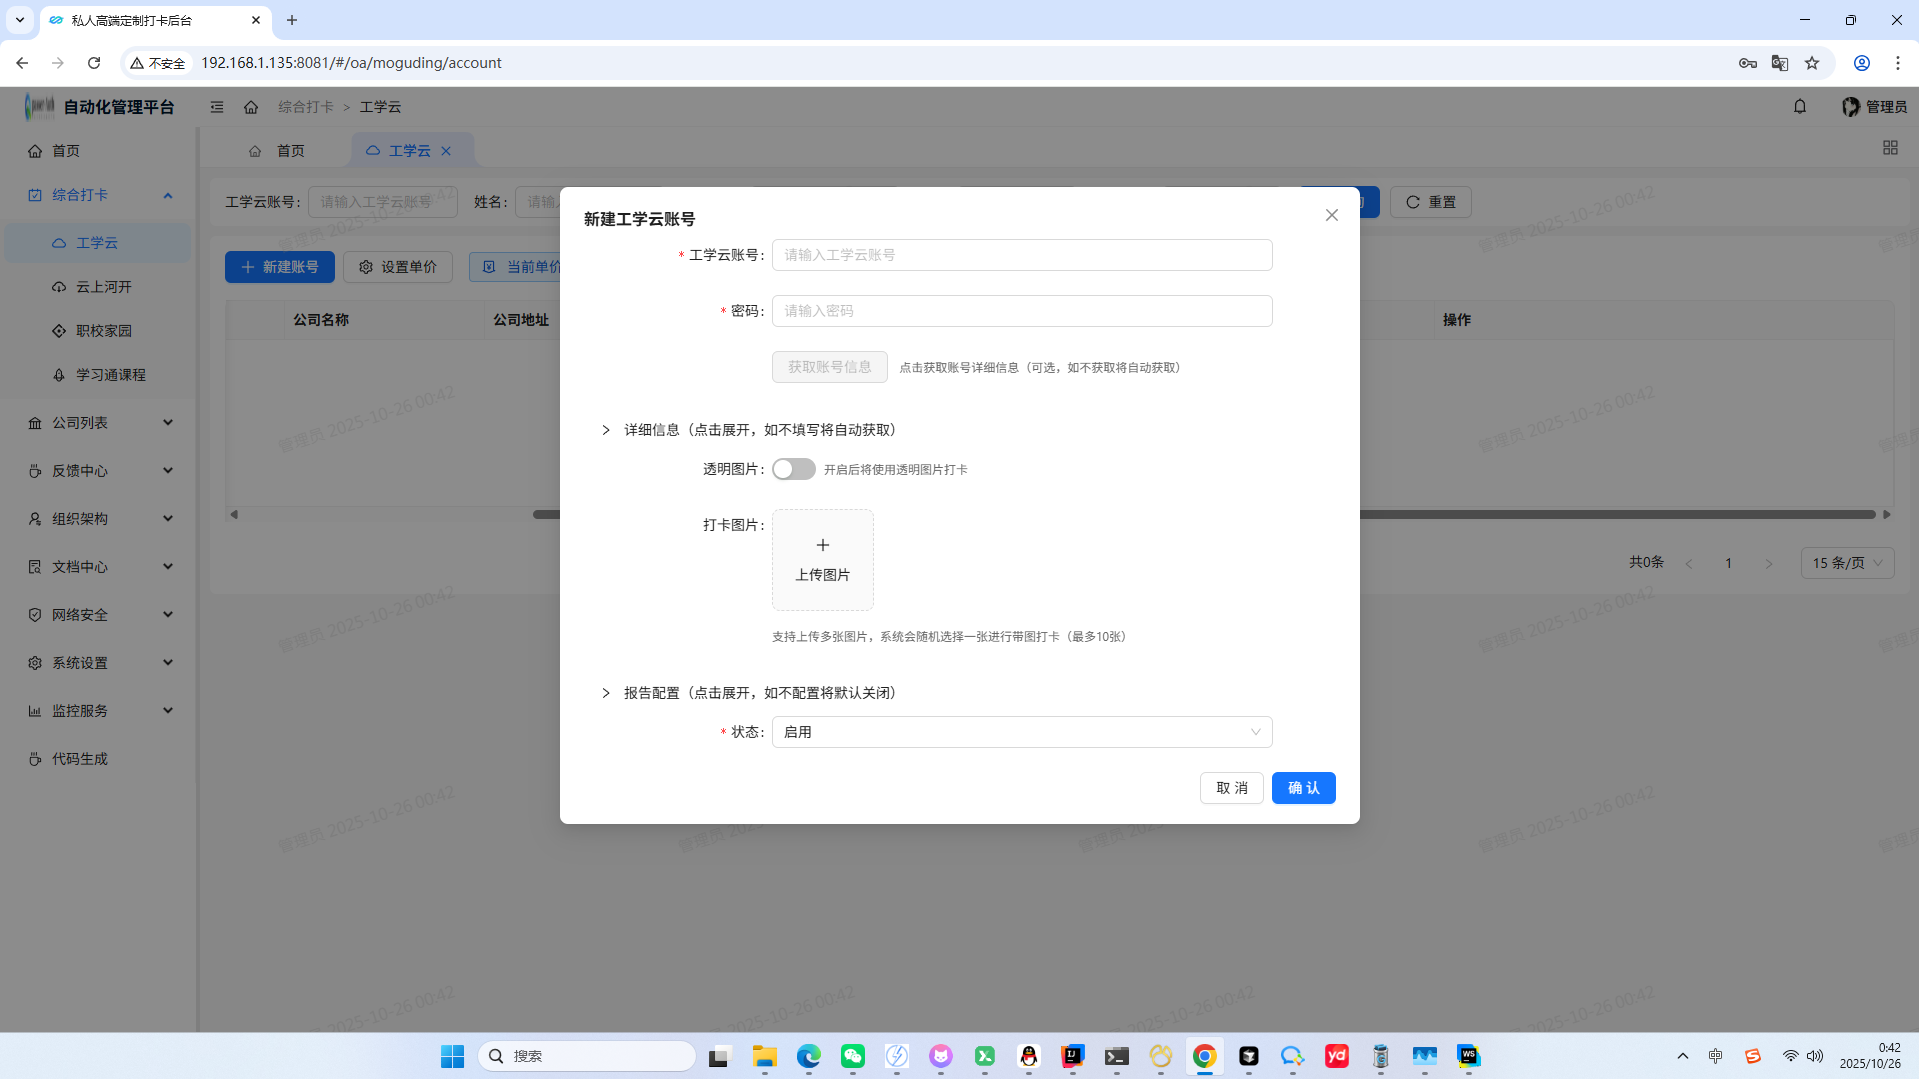 私人高端定制打卡后台
不安全
192.168.1.135:8081/#/oa/moguding/account
自动化管理平台
综合打卡 > 工学云
管理员
首页
综合打卡
工学云
云上河开
职校家园
学习通课程
公司列表
反馈中心
组织架构
文档中心
网络安全
系统设置
监控服务
代码生成
首页
工学云
工学云账号:
请输入工学云账号
姓名:
请输
重置
新建账号
设置单价
当前单价
公司名称
公司地址
操作
共0条
1
15 条/页
新建工学云账号
* 工学云账号:
请输入工学云账号
* 密码:
请输入密码
获取账号信息
点击获取账号详细信息（可选，如不获取将自动获取）
详细信息（点击展开，如不填写将自动获取）
透明图片:
开启后将使用透明图片打卡
打卡图片:
上传图片
支持上传多张图片，系统会随机选择一张进行带图打卡（最多10张）
报告配置（点击展开，如不配置将默认关闭）
* 状态:
启用
取 消
确 认
管理员 2025-10-26 00:42
搜索
中
0:42
2025/10/26